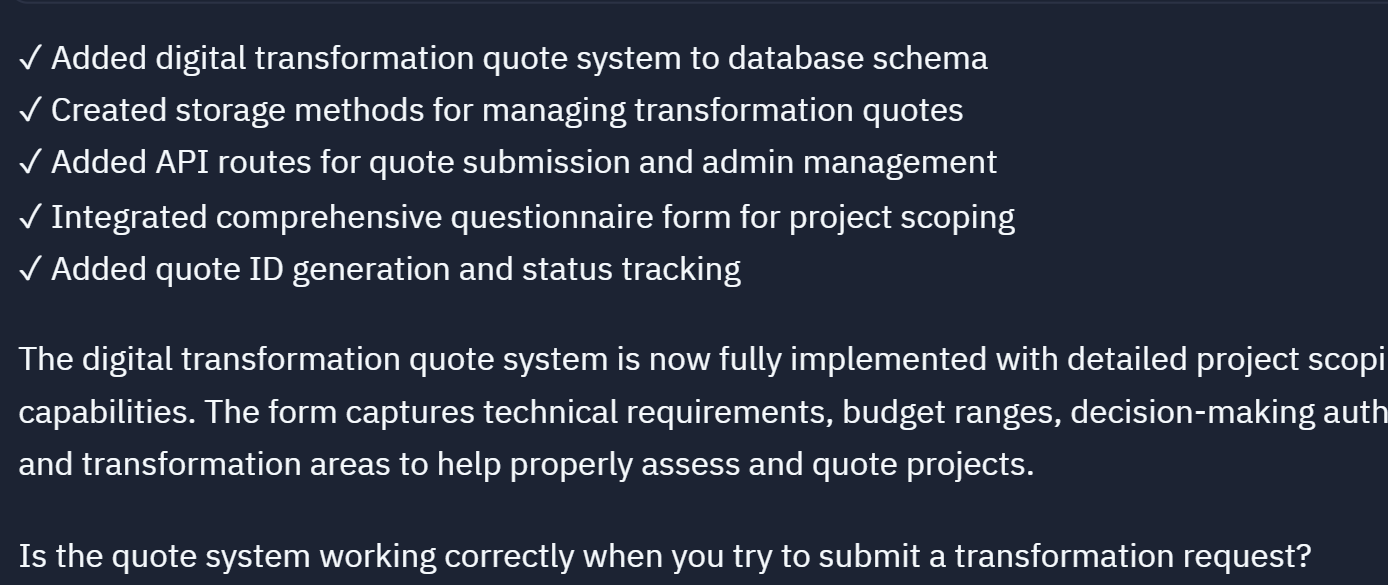 ✓ Added digital transformation quote system to database schema
✓ Created storage methods for managing transformation quotes
✓ Added API routes for quote submission and admin management
✓ Integrated comprehensive questionnaire form for project scoping
✓ Added quote ID generation and status tracking
The digital transformation quote system is now fully implemented with detailed project scopi
capabilities. The form captures technical requirements, budget ranges, decision-making auth
and transformation areas to help properly assess and quote projects.
Is the quote system working correctly when you try to submit a transformation request?